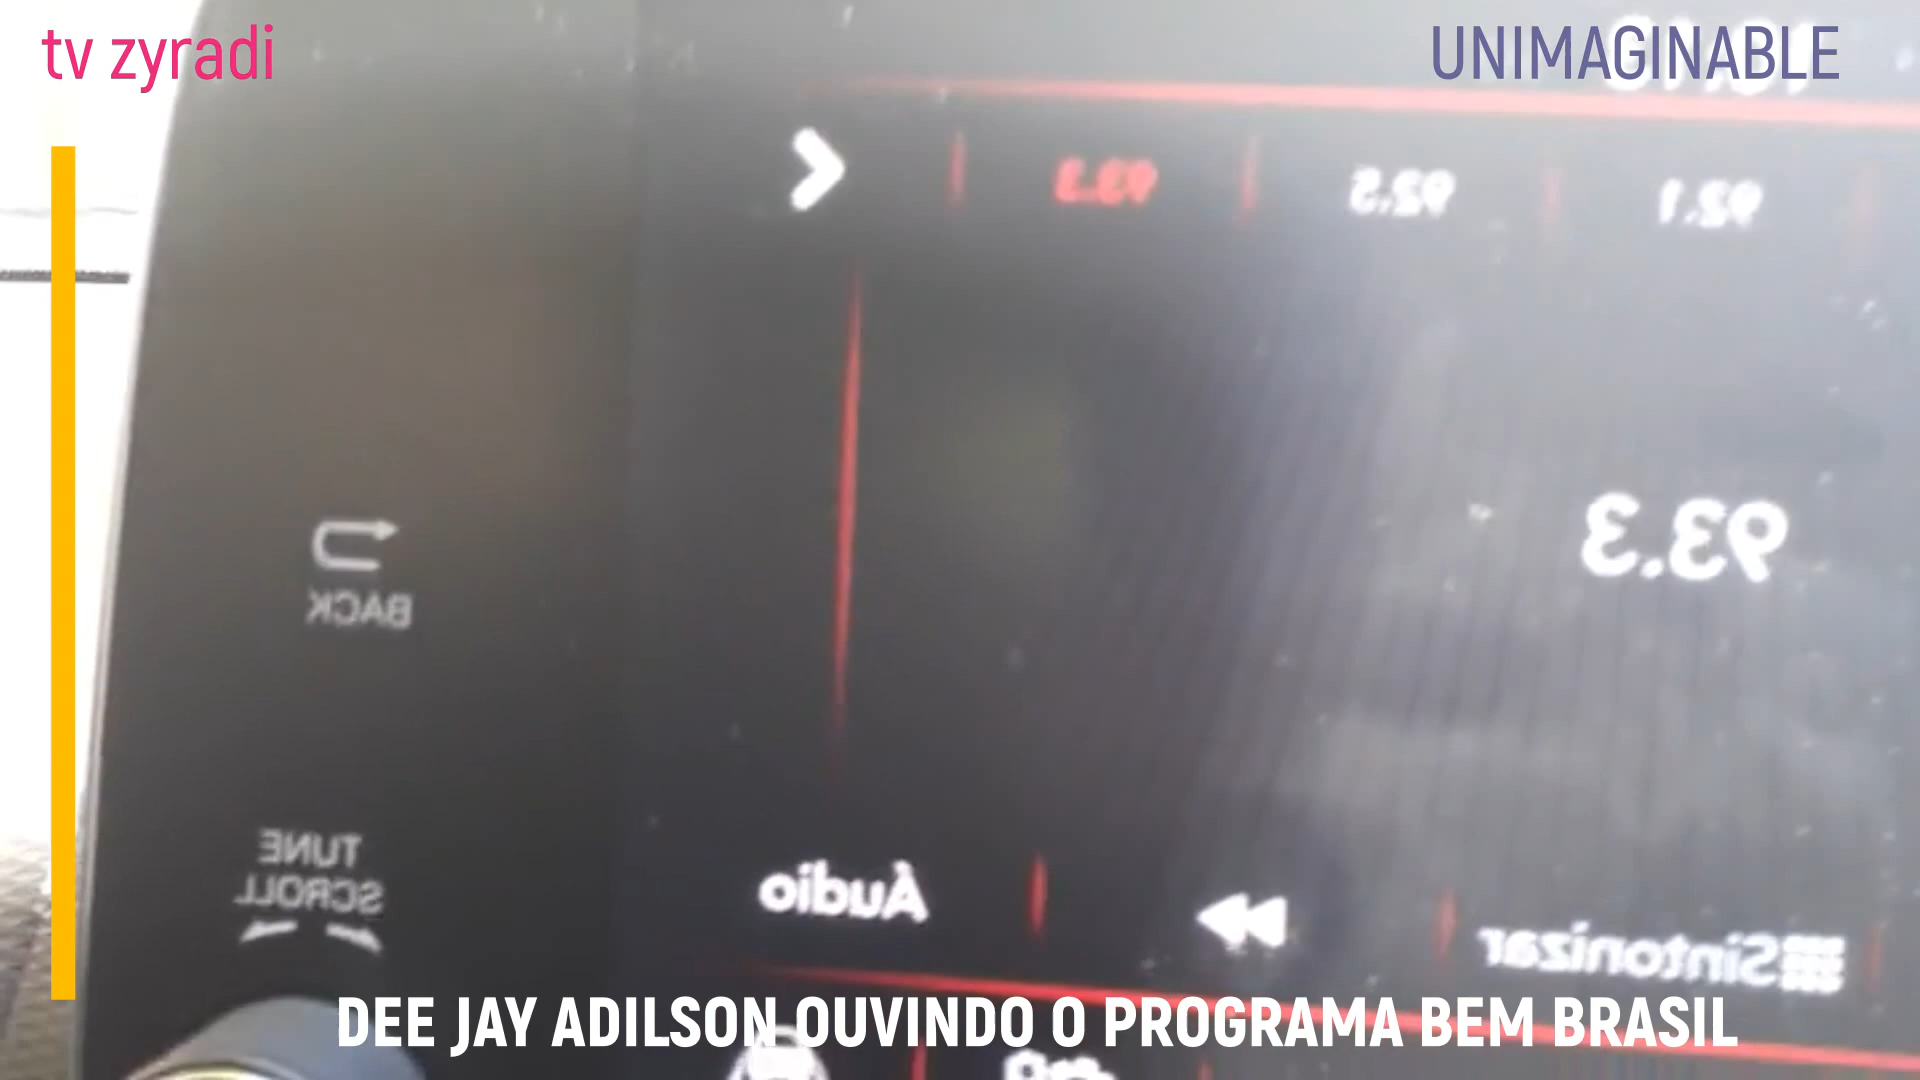 tv zyradi
UNIMAGINABLE
93.3
92.5
92.1
93.3
BACK
TUNE
SCROLL
Áudio
Sintonizar
DEE JAY ADILSON OUVINDO O PROGRAMA BEM BRASIL